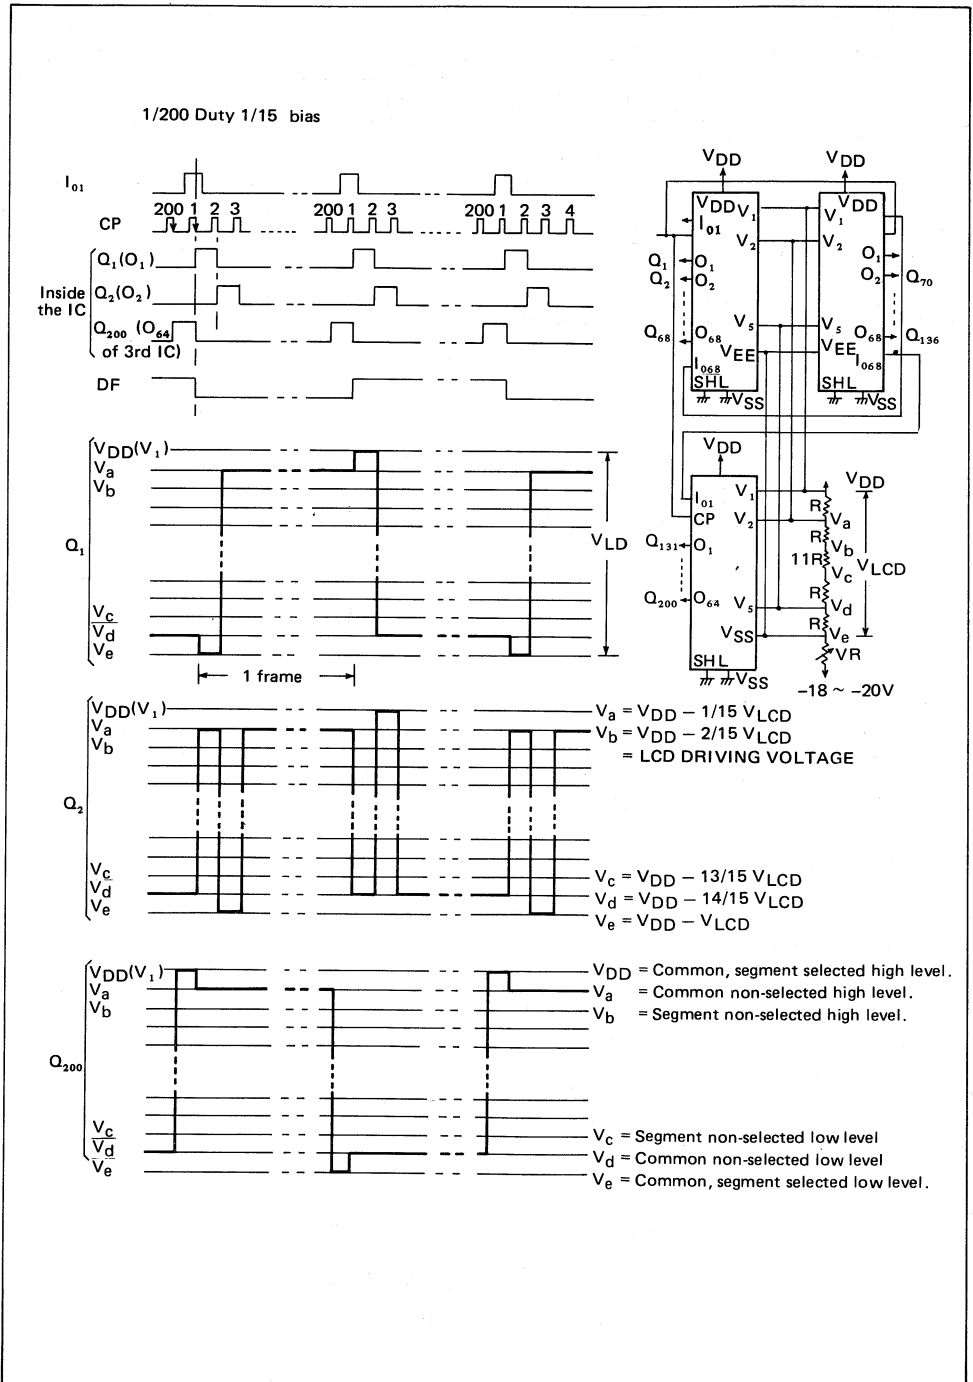 1/200 Duty 1/15 bias
I01
CP
200 1 2 3
200 1 2 3
200 1 2 3 4
Inside the IC
Q1 (O1)
Q2 (O2)
Q200 (O64 of 3rd IC)
DF
Q1
VDD(V1)
Va
Vb
Vc
Vd
Ve
VLD
1 frame
Q2
VDD(V1)
Va
Vb
Vc
Vd
Ve
Va = VDD − 1/15 VLCD
Vb = VDD − 2/15 VLCD
= LCD DRIVING VOLTAGE
Vc = VDD − 13/15 VLCD
Vd = VDD − 14/15 VLCD
Ve = VDD − VLCD
Q200
VDD(V1)
Va
Vb
Vc
Vd
Ve
VDD = Common, segment selected high level.
Va = Common non-selected high level.
Vb = Segment non-selected high level.
Vc = Segment non-selected low level
Vd = Common non-selected low level
Ve = Common, segment selected low level.
VDD
VDD V1
I01
V2
Q1 O1
Q2 O2
V5
Q68 O68
VEE
I068
SHL
VSS
VDD
V1 VDD
V2
O1
O2 Q70
V5
O68 Q136
VEE
I068
SHL
VSS
VDD
I01 V1
CP V2
Q131 O1
Q200 O64 V5
VSS
SHL
VSS
VDD
R
Va
R
Vb
11R
Vc
R
Vd
R
Ve
VR
VLCD
−18 ~ −20V